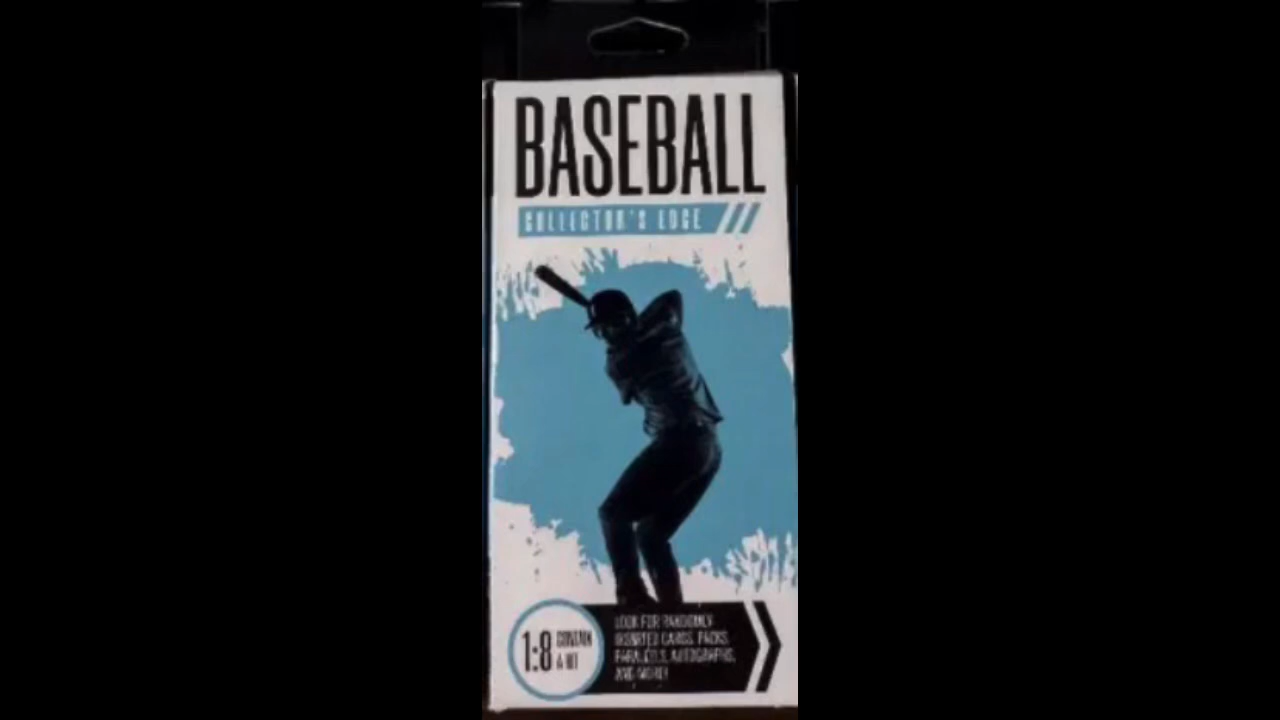 BASEBALL
COLLECTOR'S EDGE
1:8 CONTAIN
A HIT
LOOK FOR RANDOMLY
INSERTED CARDS, PACKS,
PARALLELS, AUTOGRAPHS,
AND MORE!